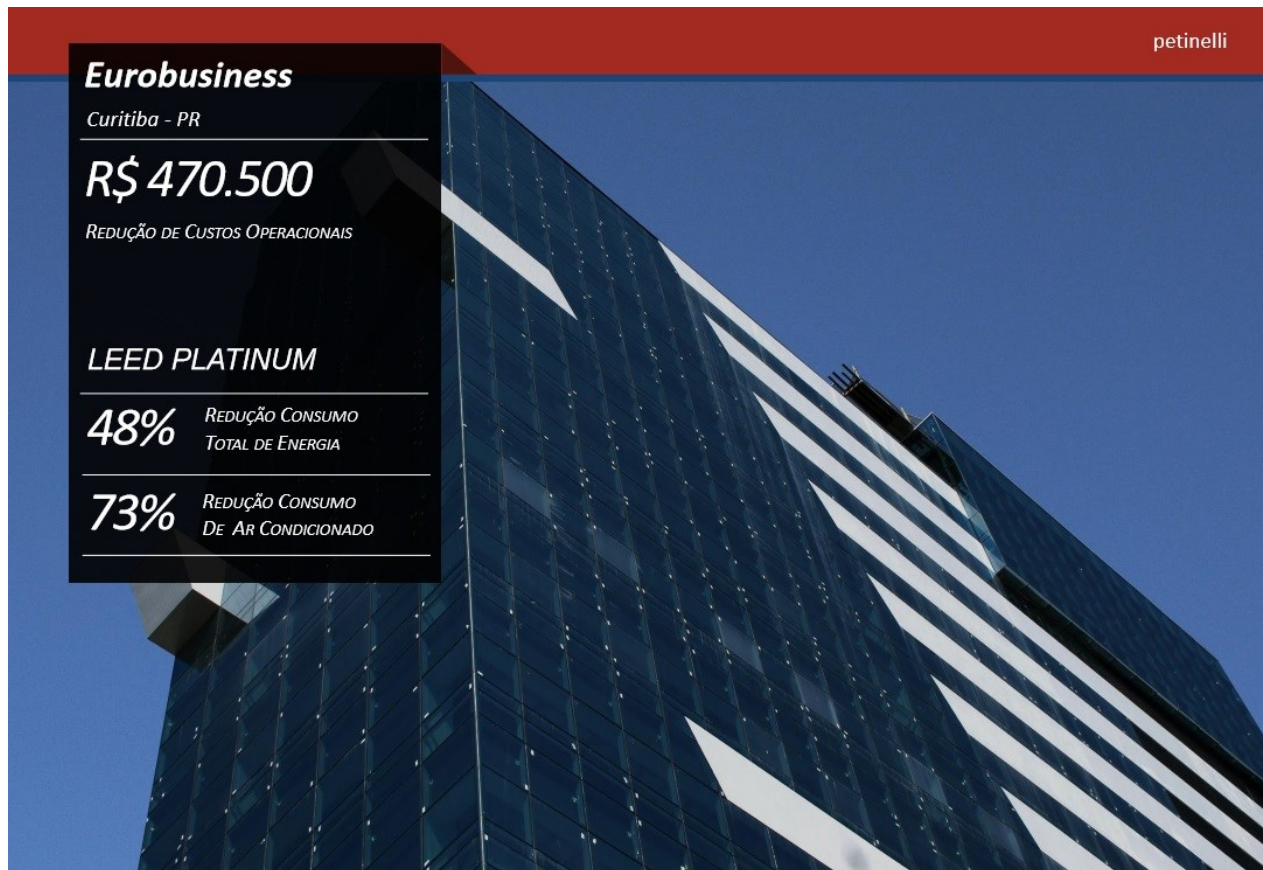 petinelli
Eurobusiness
Curitiba - PR
R$ 470.500
REDUÇÃO DE CUSTOS OPERACIONAIS
LEED PLATINUM
48% REDUÇÃO CONSUMO
TOTAL DE ENERGIA
73% REDUÇÃO CONSUMO
DE AR CONDICIONADO